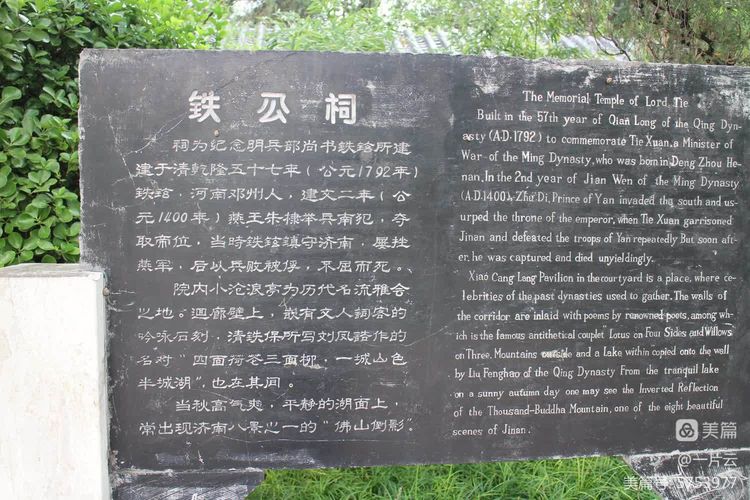 铁公祠
祠为纪念明兵部尚书铁铉所建
建于清乾隆五十七年（公元1792年）
铁铉，河南邓州人，建文二年（公
元1400年）燕王朱棣举兵南犯，夺
取帝位，当時铁铉鎮守济南，屡挫
燕军，后以兵败被俘，不屈而死。
院内小沧浪亭为历代名流雅会
之地。迴廊壁上，嵌有文人词客的
吟咏石刻，清铁保所写刘凤诰作的
名对"四面荷花三面柳，一城山色
半城湖"，也在其间。
当秋高气爽，平静的湖面上，
常出现济南八景之一的"佛山倒影"
The Memorial Temple of Lord Tie
Built in the 57th year of Qian Long of the Qing Dyn-
asty (A.D.1792) to commemorate Tie Xuan, a Minister of
War of the Ming Dynasty, who was born in Deng Zhou He-
nan. In the 2nd year of Jian Wen of the Ming Dynasty
(A.D.1400), Zhu Di, Prince of Yan invaded the south and us-
urped the throne of the emperor, when Tie Xuan garrisoned
Jinan and defeated the troops of Yan repeatedly But soon aft-
er, he was captured and died unyieldingly.
Xiao Cang Lang Pavilion in the courtyard is a place, where ce-
lebrities of the past dynasties used to gather. The walls of
the corridor are inlaid with poems by renowned poets, among wh-
ich is the famous antithetical couplet "Lotus on Four Sides and Willows
on Three, Mountains outside and a lake within copied onto the wall
by Liu Fenghao of the Qing Dynasty From the tranquil lake
on a sunny autumn day one may see the Inverted Reflection
of the Thousand-Buddha Mountain, one of the eight beautiful
scenes of Jinan.
美篇
@一片云